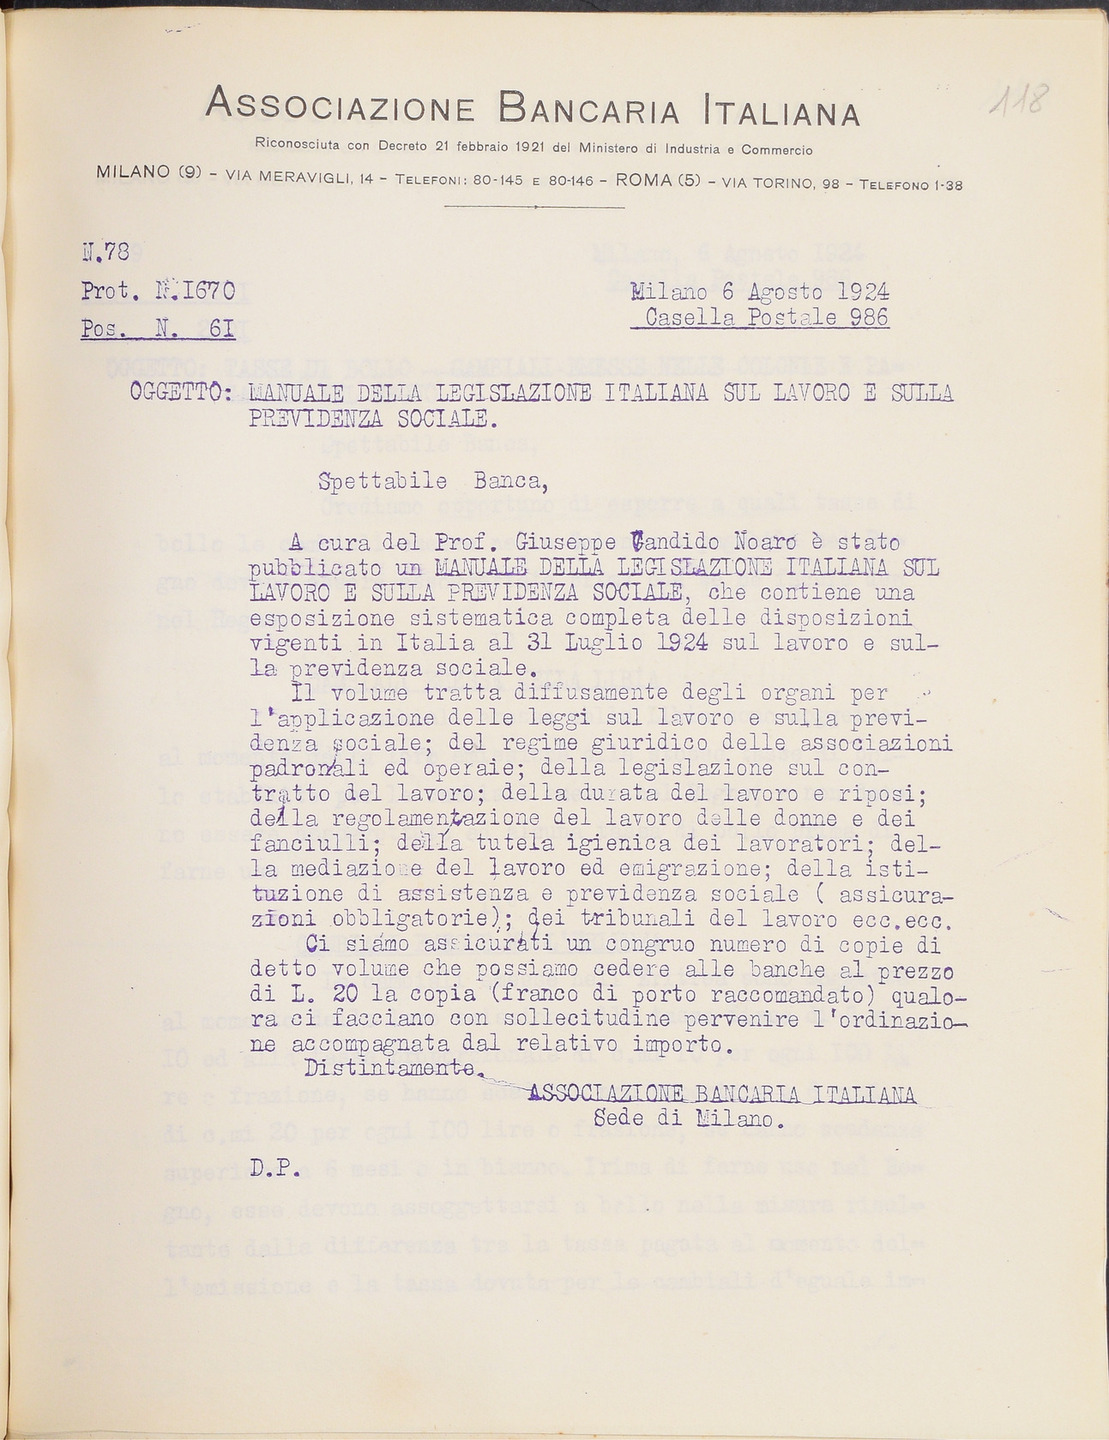 118
ASSOCIAZIONE BANCARIA ITALIANA
Riconosciuta con Decreto 21 febbraio 1921 del Ministero di Industria e Commercio
MILANO (9) – VIA MERAVIGLI, 14 – TELEFONI: 80-145 E 80-146 – ROMA (5) – VIA TORINO, 98 – TELEFONO 1-38
N.78
Prot. N.I670
Milano 6 Agosto 1924
Pos. N. 6I
Casella Postale 986
OGGETTO: MANUALE DELLA LEGISLAZIONE ITALIANA SUL LAVORO E SULLA
PREVIDENZA SOCIALE.
Spettabile Banca,
A cura del Prof. Giuseppe Candido Noaro è stato
pubblicato un MANUALE DELLA LEGISLAZIONE ITALIANA SUL
LAVORO E SULLA PREVIDENZA SOCIALE, che contiene una
esposizione sistematica completa delle disposizioni
vigenti in Italia al 31 Luglio 1924 sul lavoro e sul-
la previdenza sociale.
Il volume tratta diffusamente degli organi per
l'applicazione delle leggi sul lavoro e sulla previ-
denza sociale; del regime giuridico delle associazioni
padronali ed operaie; della legislazione sul con-
tratto del lavoro; della durata del lavoro e riposi;
della regolamentazione del lavoro delle donne e dei
fanciulli; della tutela igienica dei lavoratori; del-
la mediazione del lavoro ed emigrazione; della isti-
tuzione di assistenza e previdenza sociale ( assicura-
zioni obbligatorie); dei tribunali del lavoro ecc.ecc.
Ci siamo assicurati un congruo numero di copie di
detto volume che possiamo cedere alle banche al prezzo
di L. 20 la copia (franco di porto raccomandato) qualo-
ra ci facciano con sollecitudine pervenire l'ordinazio-
ne accompagnata dal relativo importo.
Distintamente.
ASSOCIAZIONE BANCARIA ITALIANA
Sede di Milano.
D.P.